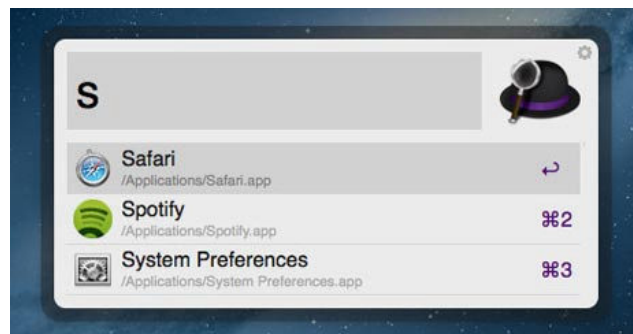 S
Safari
/Applications/Safari.app
↩
Spotify
/Applications/Spotify.app
⌘2
System Preferences
/Applications/System Preferences.app
⌘3